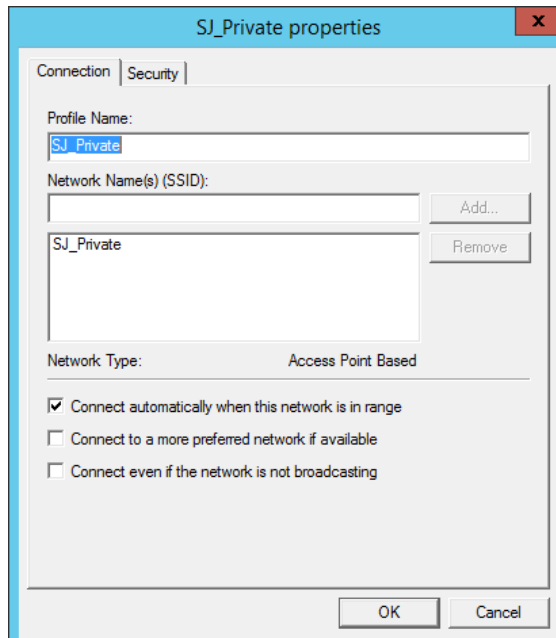 SJ_Private properties
x
Connection Security
Profile Name:
SJ_Private
Network Name(s) (SSID):
Add...
SJ_Private
Remove
Network Type: Access Point Based
Connect automatically when this network is in range
Connect to a more preferred network if available
Connect even if the network is not broadcasting
OK Cancel